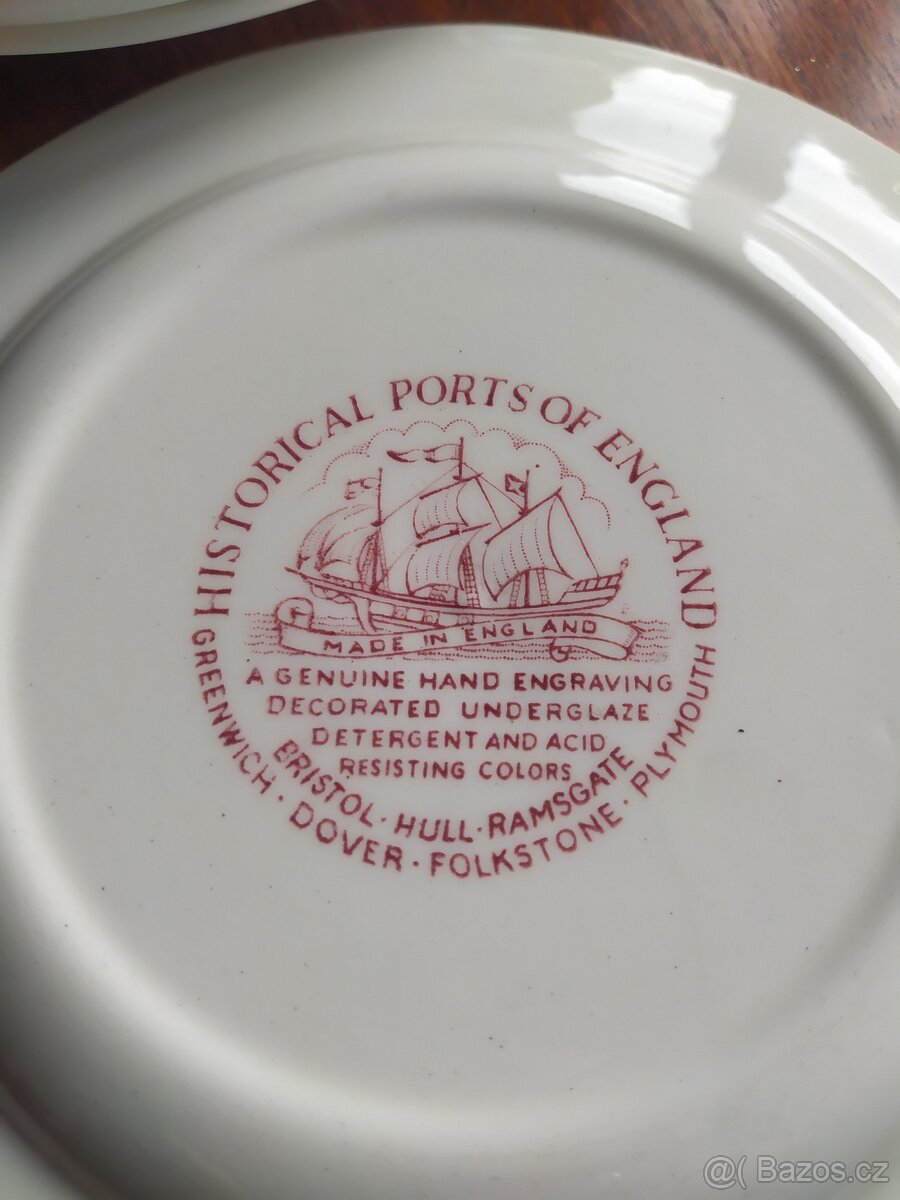 HISTORICAL PORTS OF ENGLAND
MADE IN ENGLAND
A GENUINE HAND ENGRAVING
DECORATED UNDERGLAZE
DETERGENT AND ACID
RESISTING COLORS
BRISTOL · HULL · RAMSGATE
GREENWICH · DOVER · FOLKSTONE · PLYMOUTH
@( Bazos.cz